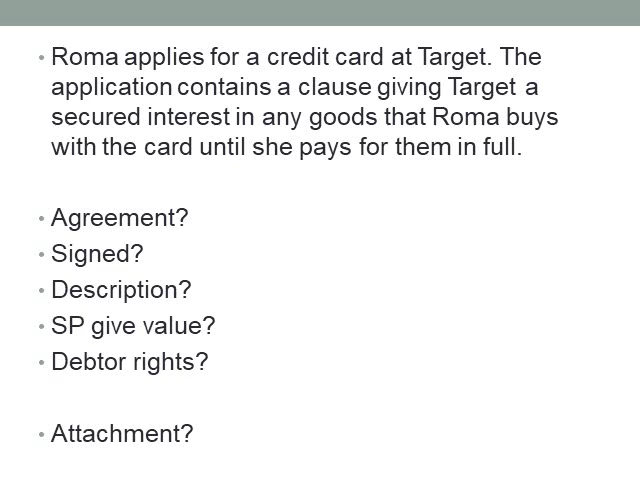 • Roma applies for a credit card at Target. The
application contains a clause giving Target a
secured interest in any goods that Roma buys
with the card until she pays for them in full.
• Agreement?
• Signed?
• Description?
• SP give value?
• Debtor rights?
• Attachment?